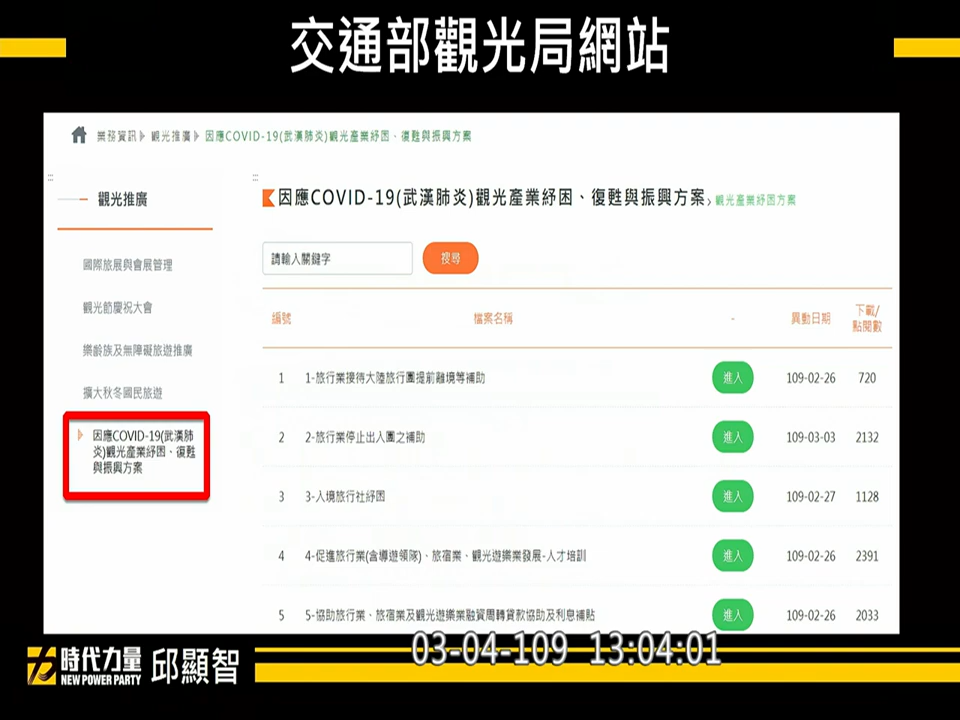 交通部觀光局網站
業務資訊 觀光推廣 因應COVID-19(武漢肺炎)觀光產業紓困、復甦與振興方案
觀光推廣
國際旅展與會展管理
觀光節慶祝大會
樂齡族及無障礙旅遊推廣
擴大秋冬國民旅遊
因應COVID-19(武漢肺
炎)觀光產業紓困、復甦
與振興方案
因應COVID-19(武漢肺炎)觀光產業紓困、復甦與振興方案 › 觀光產業紓困方案
請輸入關鍵字 搜尋
編號 檔案名稱 - 異動日期 下載/
點閱數
1 1-旅行業接待大陸旅行團提前離境等補助 進入 109-02-26 720
2 2-旅行業停止出入團之補助 進入 109-03-03 2132
3 3-入境旅行社紓困 進入 109-02-27 1128
4 4-促進旅行業(含導遊領隊)、旅宿業、觀光遊樂業發展-人才培訓 進入 109-02-26 2391
5 5-協助旅行業、旅宿業及觀光遊樂業融資周轉貸款協助及利息補貼 進入 109-02-26 2033
時代力量 邱顯智
NEW POWER PARTY
03-04-109 13:04:01